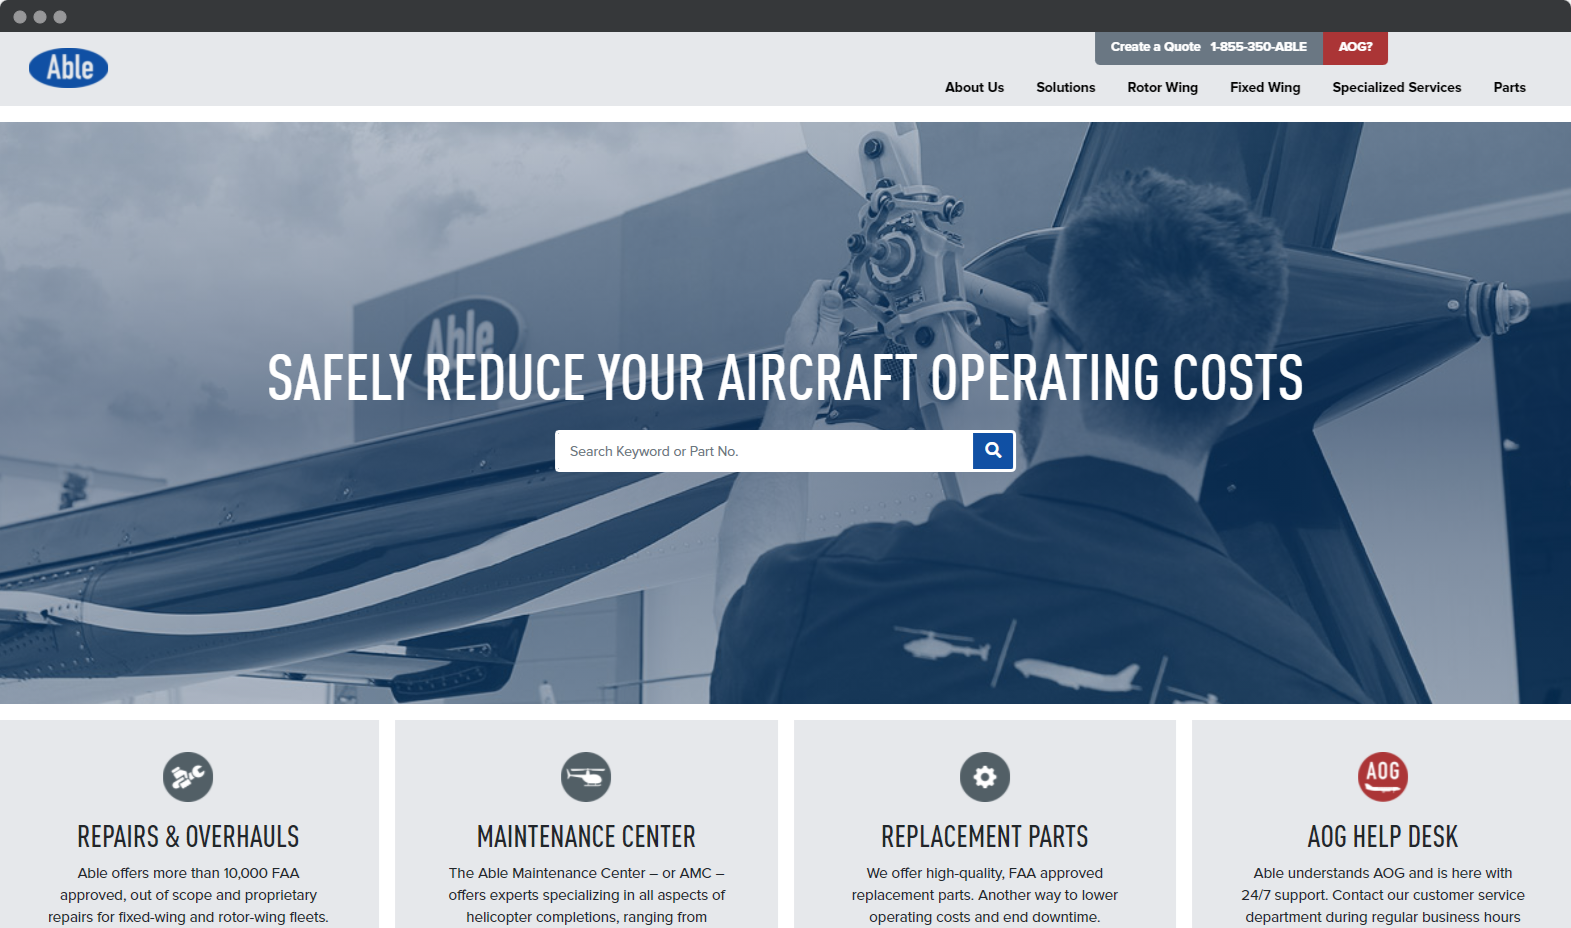 Able
Create a Quote 1-855-350-ABLE AOG?
About Us Solutions Rotor Wing Fixed Wing Specialized Services Parts
Able
SAFELY REDUCE YOUR AIRCRAFT OPERATING COSTS
Search Keyword or Part No.
REPAIRS & OVERHAULS
Able offers more than 10,000 FAA
approved, out of scope and proprietary
repairs for fixed-wing and rotor-wing fleets.
MAINTENANCE CENTER
The Able Maintenance Center – or AMC –
offers experts specializing in all aspects of
helicopter completions, ranging from
REPLACEMENT PARTS
We offer high-quality, FAA approved
replacement parts. Another way to lower
operating costs and end downtime.
AOG
AOG HELP DESK
Able understands AOG and is here with
24/7 support. Contact our customer service
department during regular business hours